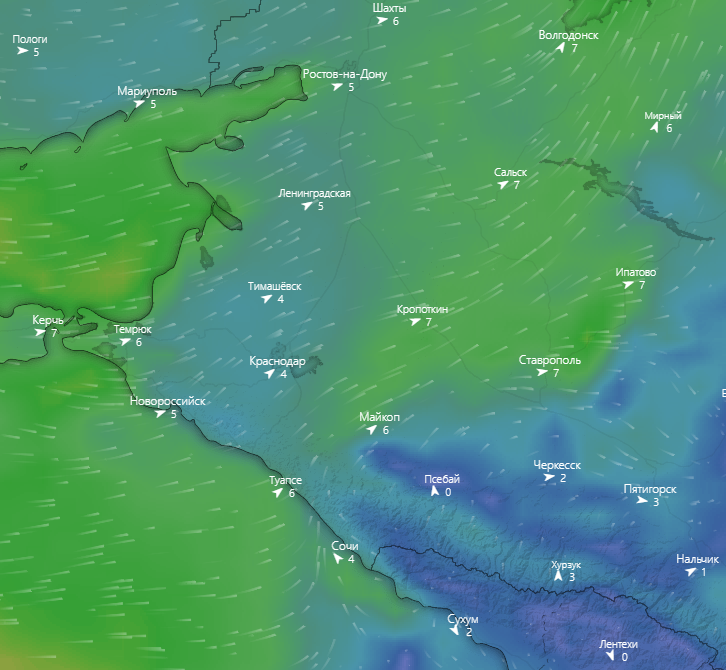 Шахты
6
Пологи
5
Волгодонск
7
Ростов-на-Дону
5
Мариуполь
5
Мирный
6
Сальск
7
Ленинградская
5
Ипатово
7
Тимашёвск
4
Кропоткин
7
Керчь
7
Темрюк
6
Краснодар
4
Ставрополь
7
Новороссийск
5
Майкоп
6
Черкесск
2
Псебай
0
Туапсе
6
Пятигорск
3
Сочи
4
Хурзук
3
Нальчик
1
Сухум
2
Лентехи
0